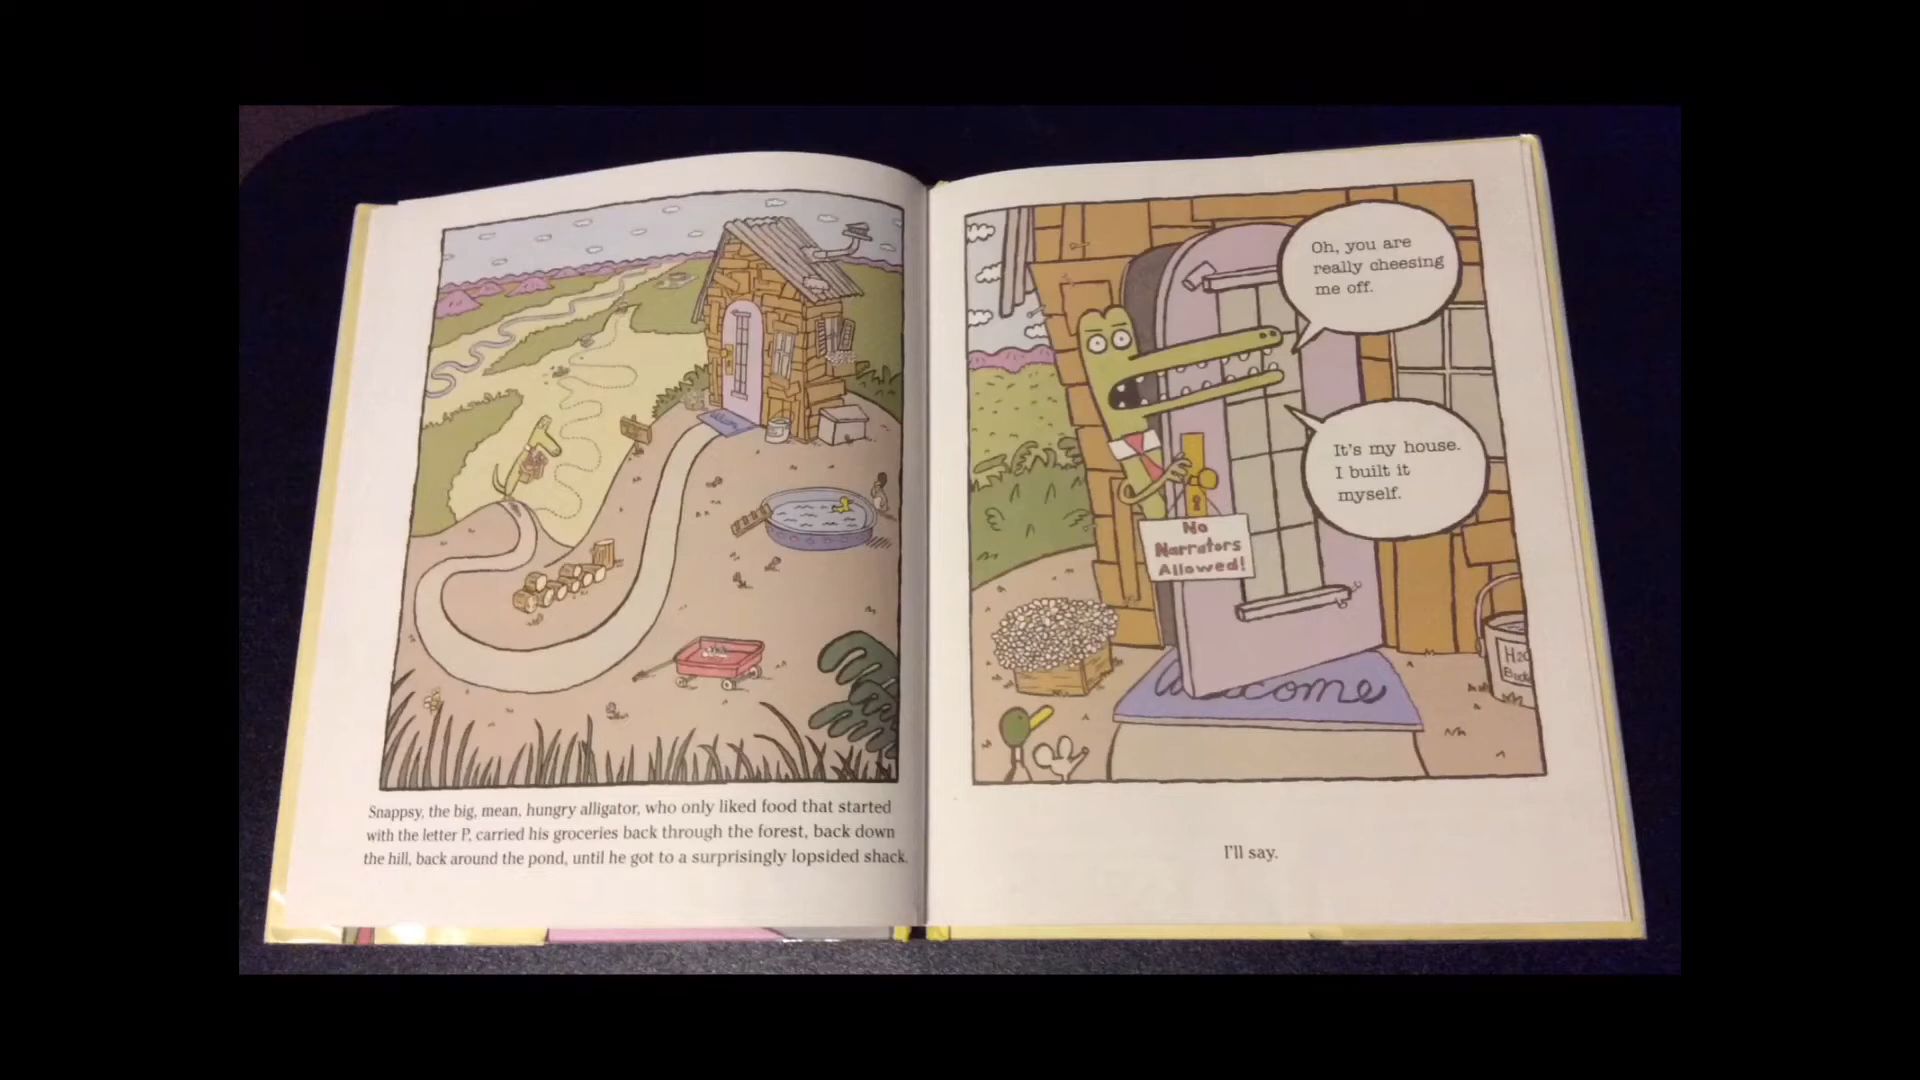 Snappsy, the big, mean, hungry alligator, who only liked food that started
with the letter P, carried his groceries back through the forest, back down
the hill, back around the pond, until he got to a surprisingly lopsided shack.
Oh, you are
really cheesing
me off.
It's my house.
I built it
myself.
No
Narrators
Allowed!
H2O
Welcome
I'll say.